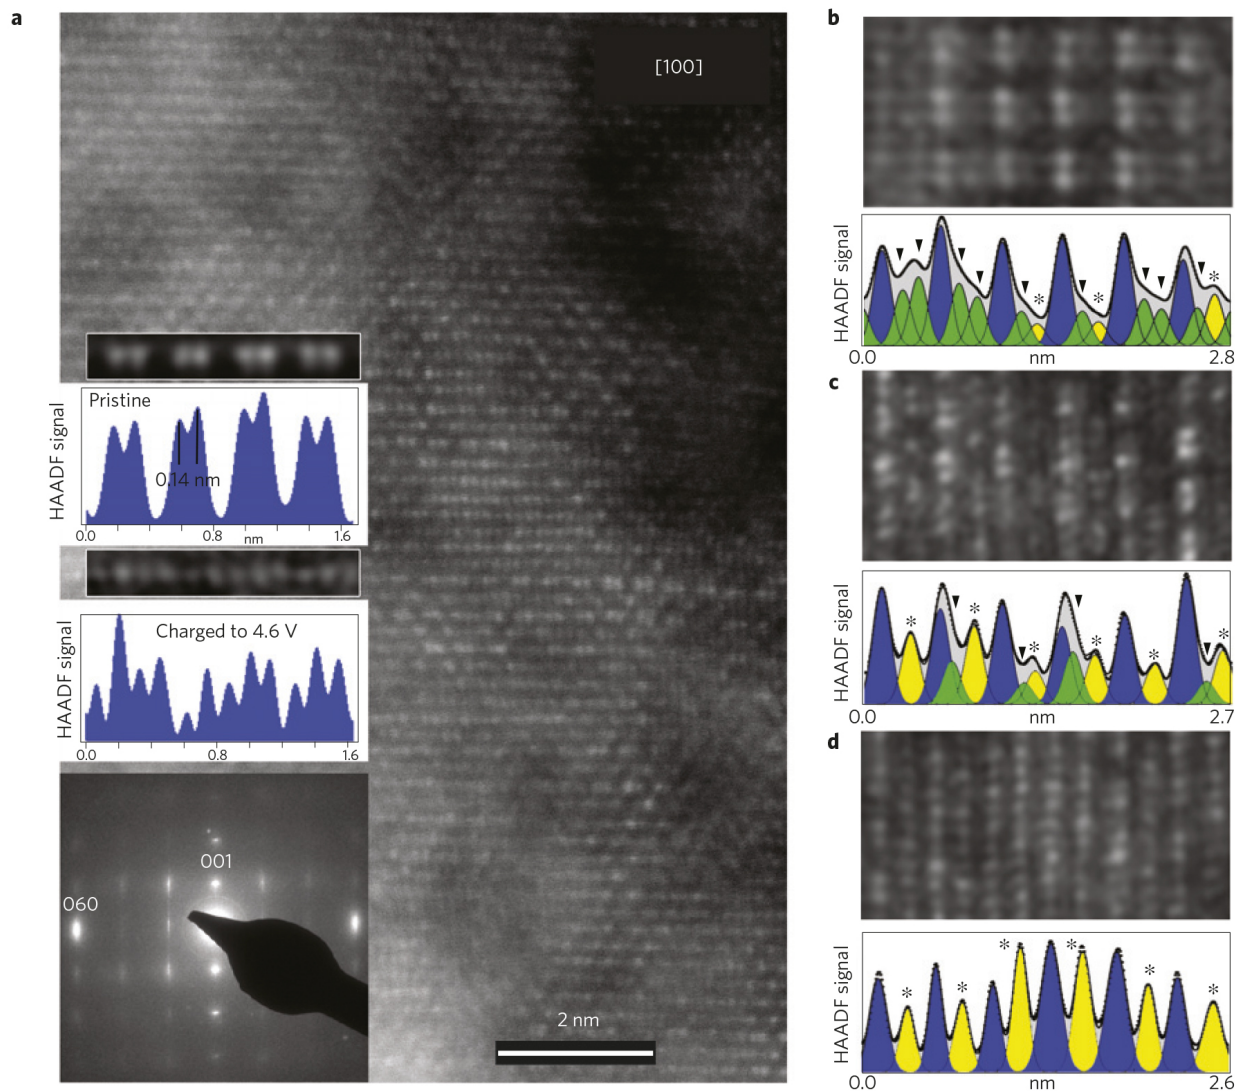 a
[100]
Pristine
0.14 nm
HAADF signal
0.0 0.8 1.6
nm
Charged to 4.6 V
HAADF signal
0.0 0.8 1.6
001
060
2 nm
b
HAADF signal
* * *
0.0 nm 2.8
c
HAADF signal
* * * * * *
0.0 nm 2.7
d
HAADF signal
* * * * * *
0.0 nm 2.6